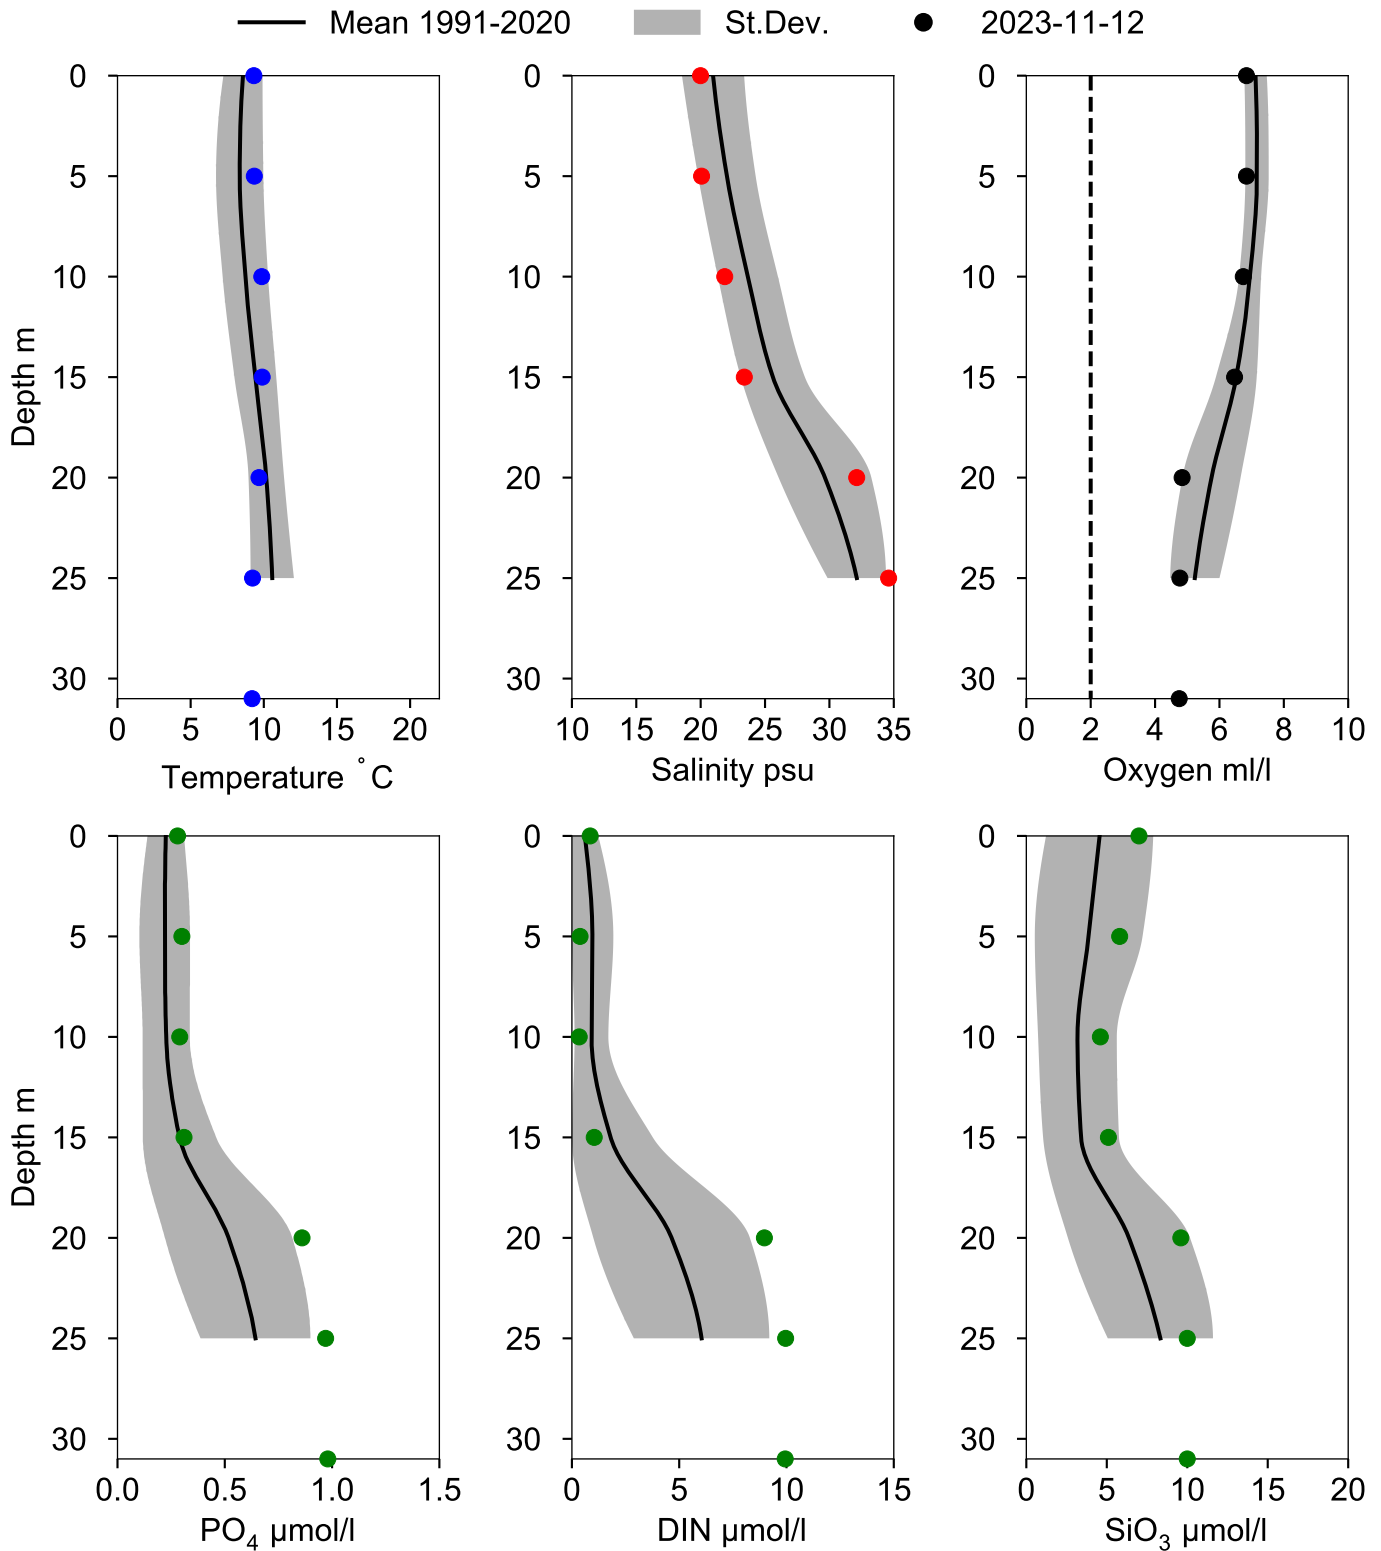 Mean 1991-2020 St.Dev. 2023-11-12
0 0 0
5 5 5
10 10 10
15 15 15
20 20 20
25 25 25
30 30 30
Depth m
0 5 10 15 20 10 15 20 25 30 35 0 2 4 6 8 10
Temperature °C Salinity psu Oxygen ml/l
0 0 0
5 5 5
10 10 10
15 15 15
20 20 20
25 25 25
30 30 30
Depth m
0.0 0.5 1.0 1.5 0 5 10 15 0 5 10 15 20
PO4 µmol/l DIN µmol/l SiO3 µmol/l